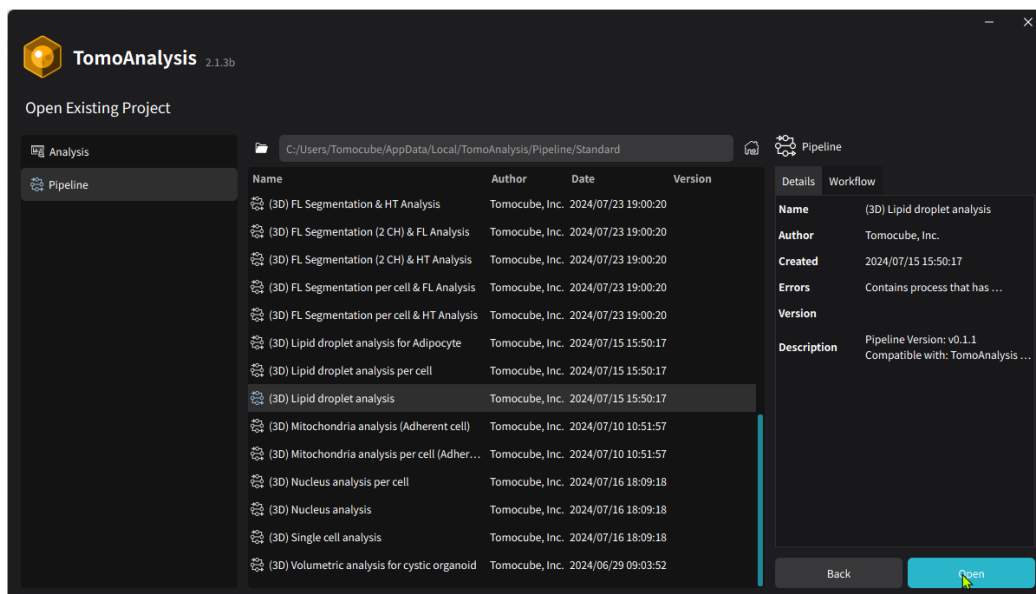 TomoAnalysis 2.1.3b
Open Existing Project
Analysis
Pipeline
C:/Users/Tomocube/AppData/Local/TomoAnalysis/Pipeline/Standard
Name Author Date Version
(3D) FL Segmentation & HT Analysis Tomocube, Inc. 2024/07/23 19:00:20
(3D) FL Segmentation (2 CH) & FL Analysis Tomocube, Inc. 2024/07/23 19:00:20
(3D) FL Segmentation (2 CH) & HT Analysis Tomocube, Inc. 2024/07/23 19:00:20
(3D) FL Segmentation per cell & FL Analysis Tomocube, Inc. 2024/07/23 19:00:20
(3D) FL Segmentation per cell & HT Analysis Tomocube, Inc. 2024/07/23 19:00:20
(3D) Lipid droplet analysis for Adipocyte Tomocube, Inc. 2024/07/15 15:50:17
(3D) Lipid droplet analysis per cell Tomocube, Inc. 2024/07/15 15:50:17
(3D) Lipid droplet analysis Tomocube, Inc. 2024/07/15 15:50:17
(3D) Mitochondria analysis (Adherent cell) Tomocube, Inc. 2024/07/10 10:51:57
(3D) Mitochondria analysis per cell (Adher... Tomocube, Inc. 2024/07/10 10:51:57
(3D) Nucleus analysis per cell Tomocube, Inc. 2024/07/16 18:09:18
(3D) Nucleus analysis Tomocube, Inc. 2024/07/16 18:09:18
(3D) Single cell analysis Tomocube, Inc. 2024/07/16 18:09:18
(3D) Volumetric analysis for cystic organoid Tomocube, Inc. 2024/06/29 09:03:52
Pipeline
Details Workflow
Name (3D) Lipid droplet analysis
Author Tomocube, Inc.
Created 2024/07/15 15:50:17
Errors Contains process that has ...
Version
Description Pipeline Version: v0.1.1
Compatible with: TomoAnalysis ...
Back Open